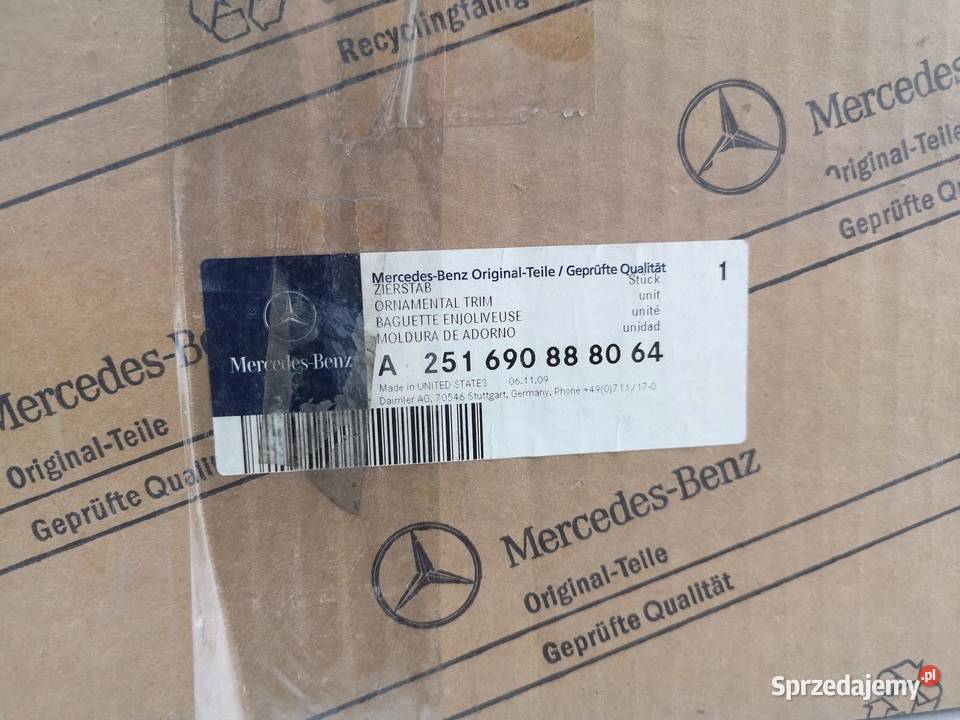 Recyclingfähig
Mercedes
Original-Teile
Geprüfte
Mercedes-Benz Original-Teile / Geprüfte Qualität 1
ZIERSTAB Stück
ORNAMENTAL TRIM unit
BAGUETTE ENJOLIVEUSE unité
MOLDURA DE ADORNO unidad
Mercedes-Benz
A 251 690 88 80 64
Made in UNITED STATES 06.11.09
Daimler AG, 70546 Stuttgart, Germany, Phone +49(0)711/17-0
Mercedes-B
Original-Teile
Geprüfte Quali
Mercedes-Benz
Original-Teile
Geprüfte Qualität
Sprzedajemy.pl